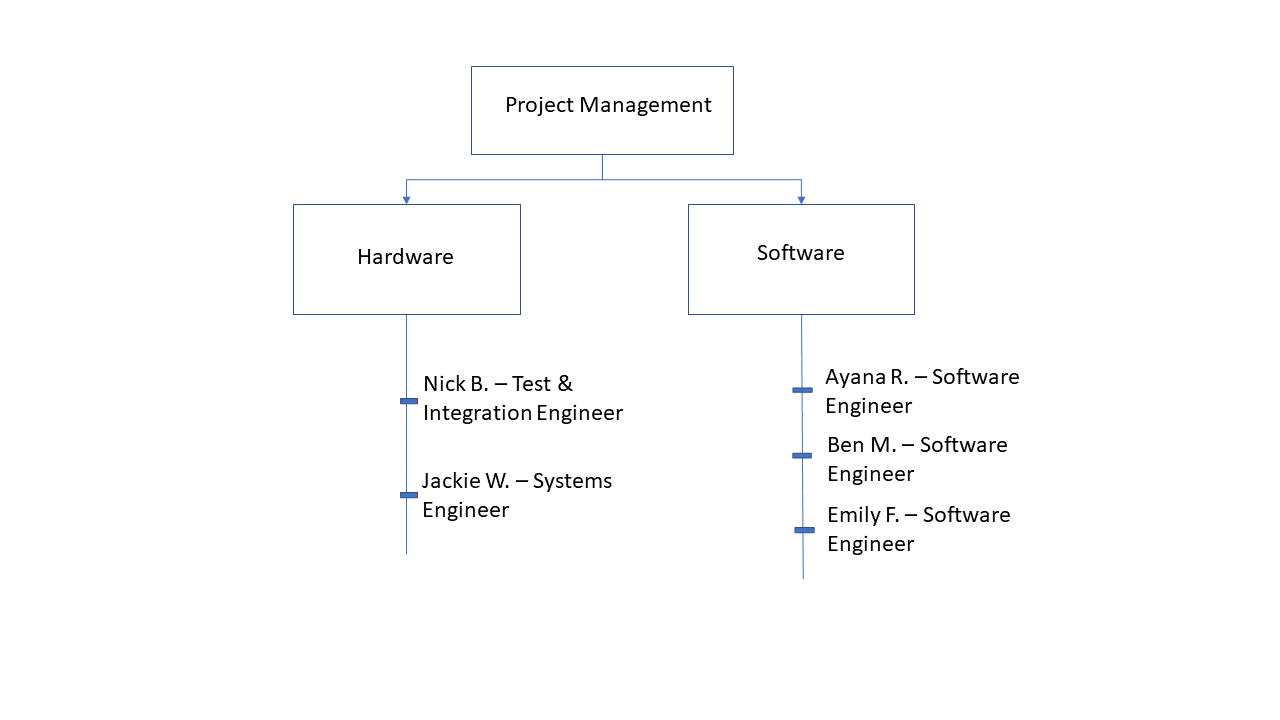 Project Management
Hardware
Software
Nick B. – Test &
Integration Engineer
Jackie W. – Systems
Engineer
Ayana R. – Software
Engineer
Ben M. – Software
Engineer
Emily F. – Software
Engineer